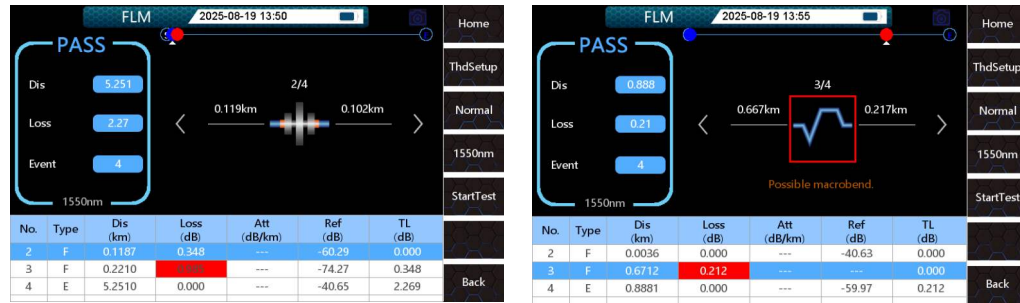 FLM 2025-08-19 13:50
Home
PASS
ThdSetup
Dis 5.251
2/4
0.119km 0.102km
Normal
Loss 2.27
1550nm
Event 4
StartTest
1550nm
No. Type Dis (km) Loss (dB) Att (dB/km) Ref (dB) TL (dB)
2 F 0.1187 0.348 --- -60.29 0.000
3 F 0.2210 --- -74.27 0.348
4 E 5.2510 0.000 --- -40.65 2.269
Back
FLM 2025-08-19 13:55
Home
PASS
ThdSetup
Dis 0.888
3/4
0.667km 0.217km
Normal
Loss 0.21
1550nm
Event 4
Possible macrobend.
StartTest
1550nm
No. Type Dis (km) Loss (dB) Att (dB/km) Ref (dB) TL (dB)
2 F 0.0036 0.000 --- -40.63 0.000
3 F 0.6712 0.212 --- --- 0.000
4 E 0.8881 0.000 --- -59.97 0.212
Back